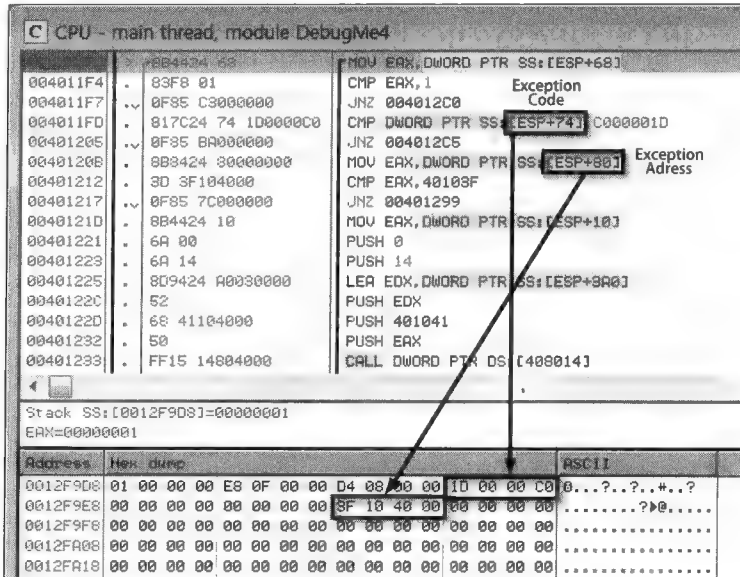 C CPU - main thread, module DebugMe4
8B4424 68 MOV EAX,DWORD PTR SS:[ESP+68]
004011F4 . 83F8 01 CMP EAX,1
Exception Code
004011F7 .v 0F85 C3000000 JNZ 004012C0
004011FD . 817C24 74 1D0000C0 CMP DWORD PTR SS:[ESP+74] C000001D
00401205 .v 0F85 BA000000 JNZ 004012C5
0040120B . 8B8424 80000000 MOV EAX,DWORD PTR SS:[ESP+80]
Exception Adress
00401212 . 3D 3F104000 CMP EAX,40103F
00401217 .v 0F85 7C000000 JNZ 00401299
0040121D . 8B4424 10 MOV EAX,DWORD PTR SS:[ESP+10]
00401221 . 6A 00 PUSH 0
00401223 . 6A 14 PUSH 14
00401225 . 8D9424 A0030000 LEA EDX,DWORD PTR SS:[ESP+3A0]
0040122C . 52 PUSH EDX
0040122D . 68 41104000 PUSH 401041
00401232 . 50 PUSH EAX
00401233 . FF15 14804000 CALL DWORD PTR DS:[408014]
Stack SS:[0012F9D8]=00000001
EAX=00000001
Address Hex dump ASCII
0012F9D8 01 00 00 00 E8 0F 00 00 D4 08 00 00 1D 00 00 C0 0...?..?..#..?
0012F9E8 00 00 00 00 00 00 00 00 3F 10 40 00 00 00 00 00 ........?▶@.....
0012F9F8 00 00 00 00 00 00 00 00 00 00 00 00 00 00 00 00 ................
0012FA08 00 00 00 00 00 00 00 00 00 00 00 00 00 00 00 00 ................
0012FA18 00 00 00 00 00 00 00 00 00 00 00 00 00 00 00 00 ................